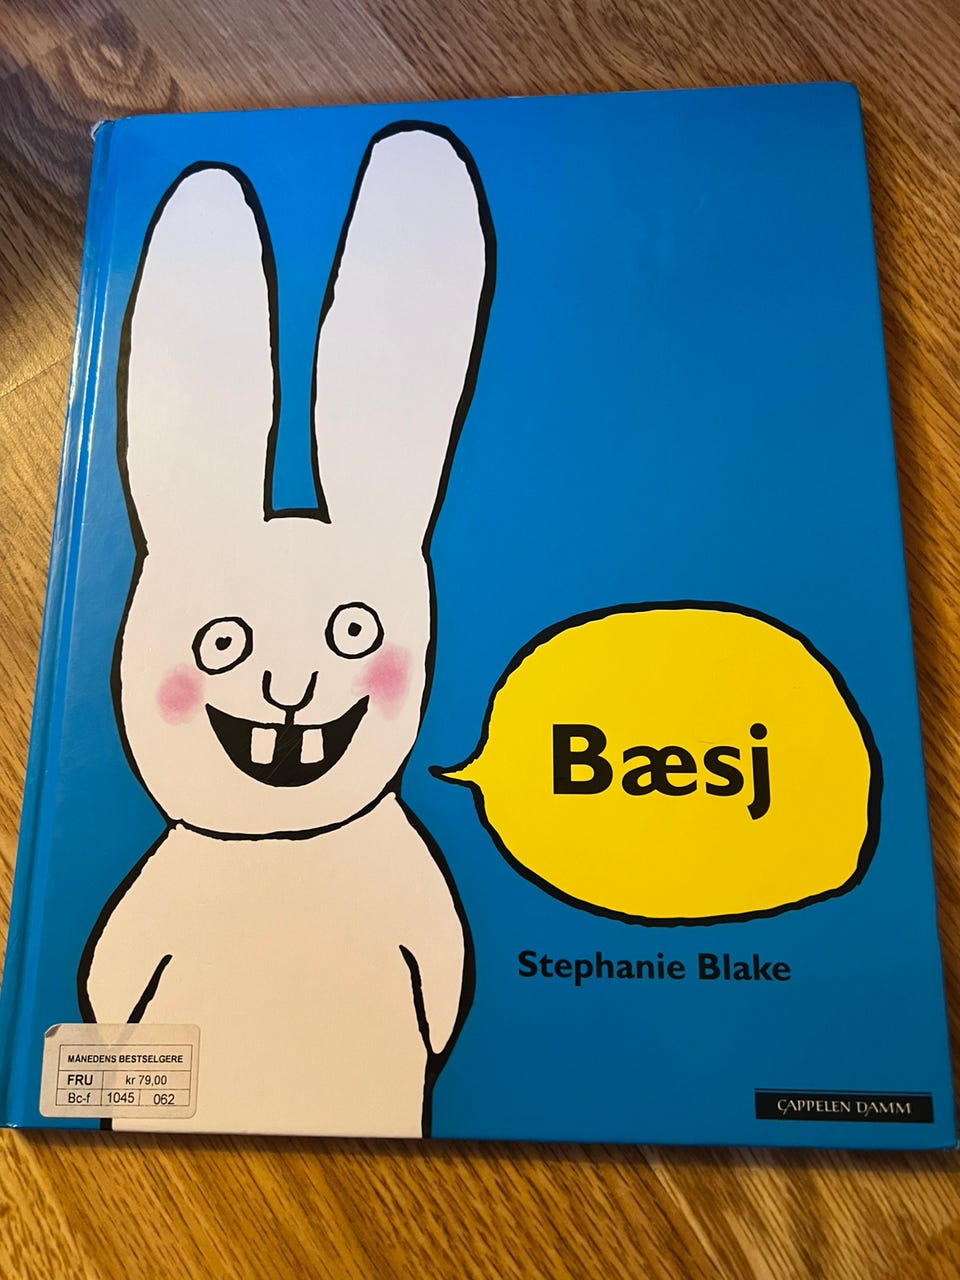 Bæsj
Stephanie Blake
MÅNEDENS BESTSELGERE
FRU kr 79,00
Bc-f 1045 062
CAPPELEN DAMM